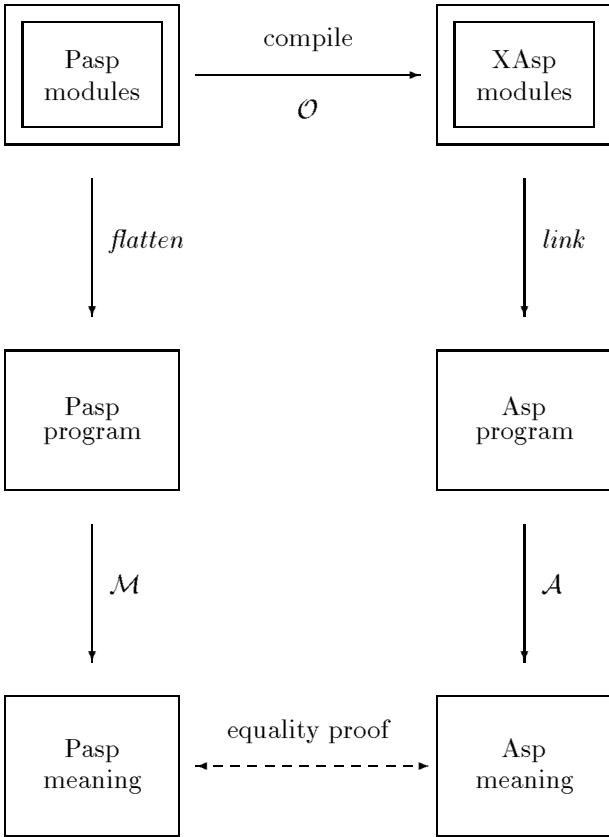 Pasp
modules
compile
𝒪
XAsp
modules
flatten
link
Pasp
program
Asp
program
ℳ
𝒜
Pasp
meaning
equality proof
Asp
meaning